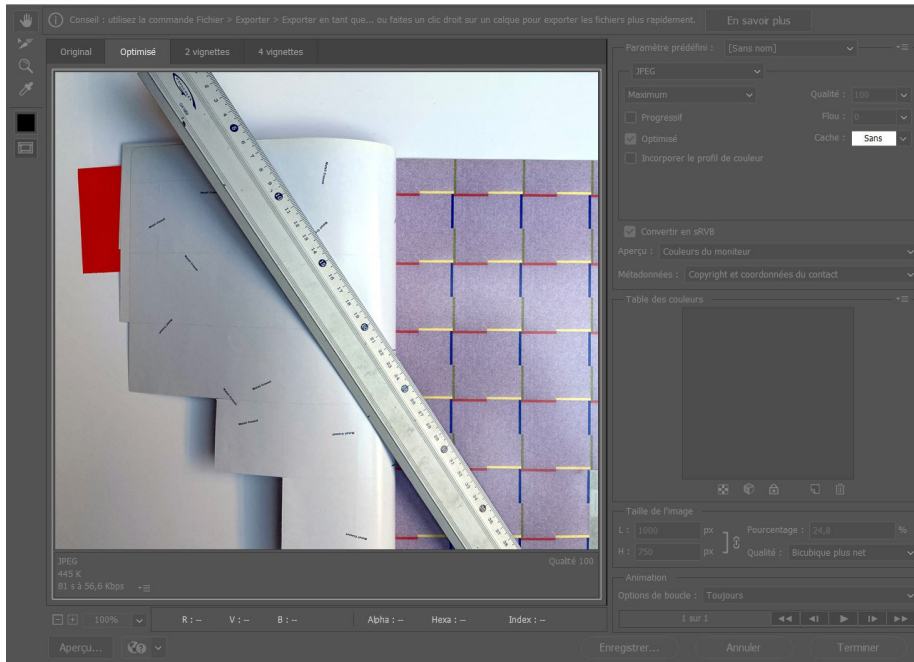 Conseil : utilisez la commande Fichier > Exporter > Exporter en tant que... ou faites un clic droit sur un calque pour exporter les fichiers plus rapidement.
En savoir plus
Original
Optimisé
2 vignettes
4 vignettes
Paramètre prédéfini : [Sans nom]
JPEG
Maximum
Qualité : 100
Progressif
Flou : 0
Optimisé
Cache : Sans
Incorporer le profil de couleur
Convertir en sRVB
Aperçu : Couleurs du moniteur
Métadonnées : Copyright et coordonnées du contact
Table des couleurs
Taille de l'image
L : 1000 px
Pourcentage : 24,8 %
H : 750 px
Qualité : Bicubique plus net
Animation
Options de boucle : Toujours
1 sur 1
JPEG
Qualité 100
445 K
81 s à 56,6 Kbps
100%
R : --
V : --
B : --
Alpha : --
Hexa : --
Index : --
Aperçu...
Enregistrer...
Annuler
Terminer